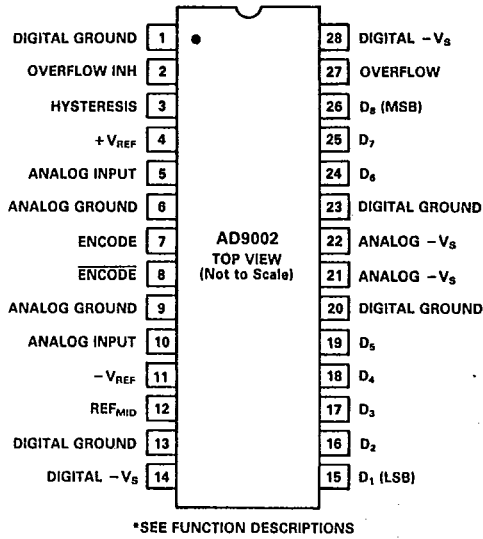 DIGITAL GROUND 1 28 DIGITAL −VS
OVERFLOW INH 2 27 OVERFLOW
HYSTERESIS 3 26 D8 (MSB)
+VREF 4 25 D7
ANALOG INPUT 5 24 D6
ANALOG GROUND 6 23 DIGITAL GROUND
ENCODE 7 22 ANALOG −VS
E̅N̅C̅O̅D̅E̅ 8 21 ANALOG −VS
ANALOG GROUND 9 20 DIGITAL GROUND
ANALOG INPUT 10 19 D5
−VREF 11 18 D4
REFMID 12 17 D3
DIGITAL GROUND 13 16 D2
DIGITAL −VS 14 15 D1 (LSB)
AD9002
TOP VIEW
(Not to Scale)
*SEE FUNCTION DESCRIPTIONS